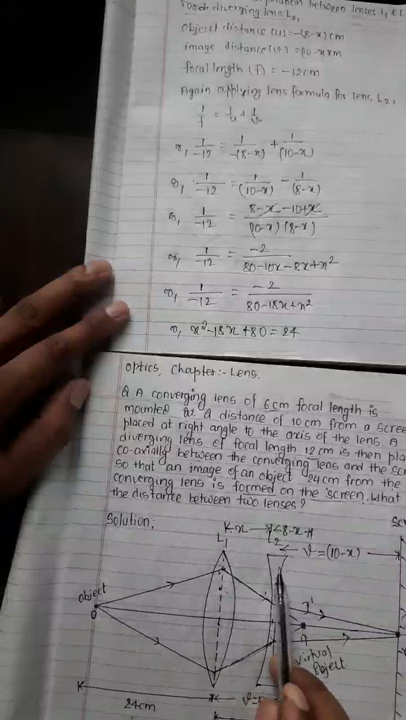 between lenses L₁ & L
diverging lens L₂,
object distance (u) = -(8-x) cm
image distance (v) = (10-x) cm
focal length (f) = -12cm
Again applying lens formula for lens L₂,
1/f = 1/u + 1/v
or, 1/-12 = 1/-(8-x) + 1/(10-x)
or, 1/-12 = 1/(10-x) - 1/(8-x)
or, 1/-12 = 8-x-10+x/(10-x)(8-x)
or, 1/-12 = -2/80-10x-8x+x²
or, 1/-12 = -2/80-18x+x²
or, x²-18x+80 = 24
Optics, Chapter:- Lens.
Q. A converging lens of 6cm focal length is
mounted at a distance of 10cm from a scree
placed at right angle to the axis of the lens. A
diverging lens of focal length 12cm is then pla
co-axially between the converging lens and the scr
so that an image of an object 24cm from the
converging lens is formed on the screen. What
the distance between two lenses?
Solution;
x 8-x
L₁ L₂ v=(10-x)
object
O
I'
virtual
object
24cm